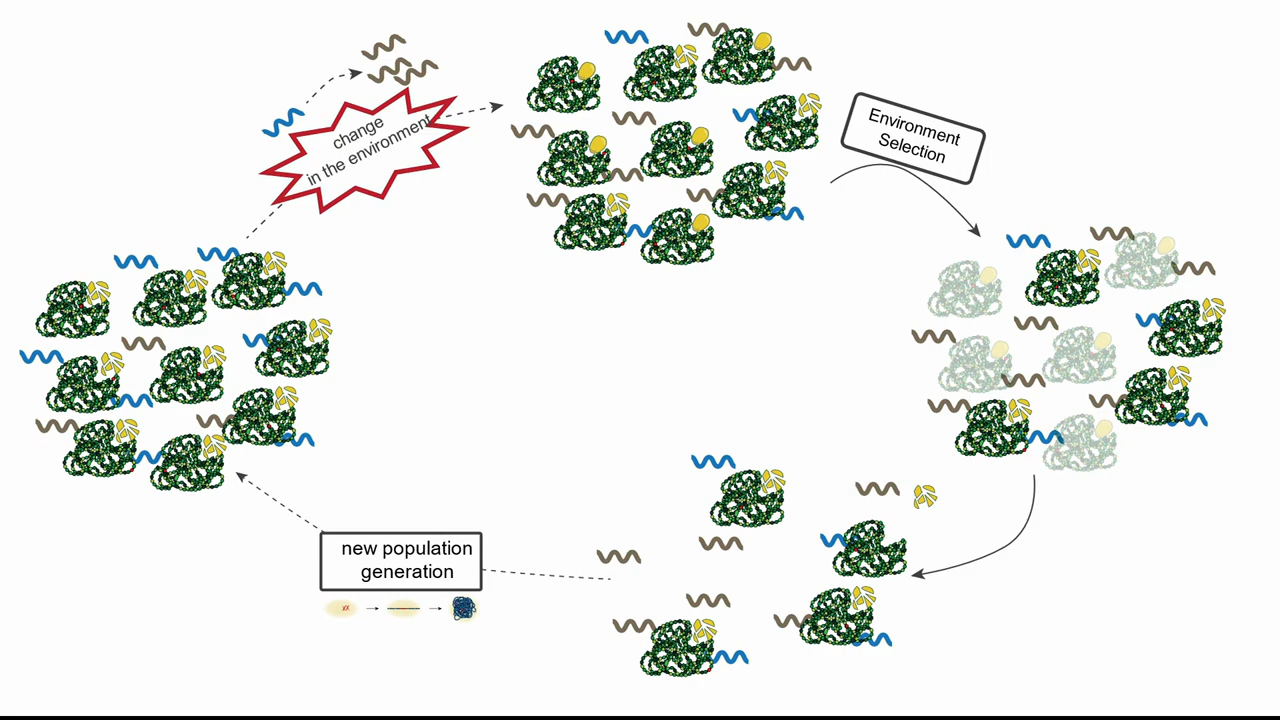 change
in the environment
Environment
Selection
new population
generation